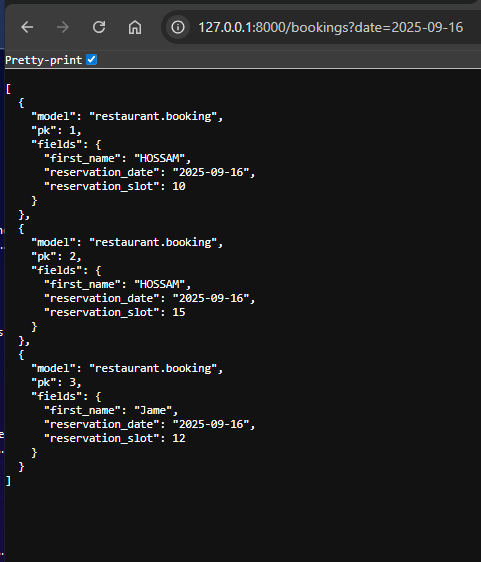 127.0.0.1:8000/bookings?date=2025-09-16
Pretty-print
[
  {
    "model": "restaurant.booking",
    "pk": 1,
    "fields": {
      "first_name": "HOSSAM",
      "reservation_date": "2025-09-16",
      "reservation_slot": 10
    }
  },
  {
    "model": "restaurant.booking",
    "pk": 2,
    "fields": {
      "first_name": "HOSSAM",
      "reservation_date": "2025-09-16",
      "reservation_slot": 15
    }
  },
  {
    "model": "restaurant.booking",
    "pk": 3,
    "fields": {
      "first_name": "Jame",
      "reservation_date": "2025-09-16",
      "reservation_slot": 12
    }
  }
]